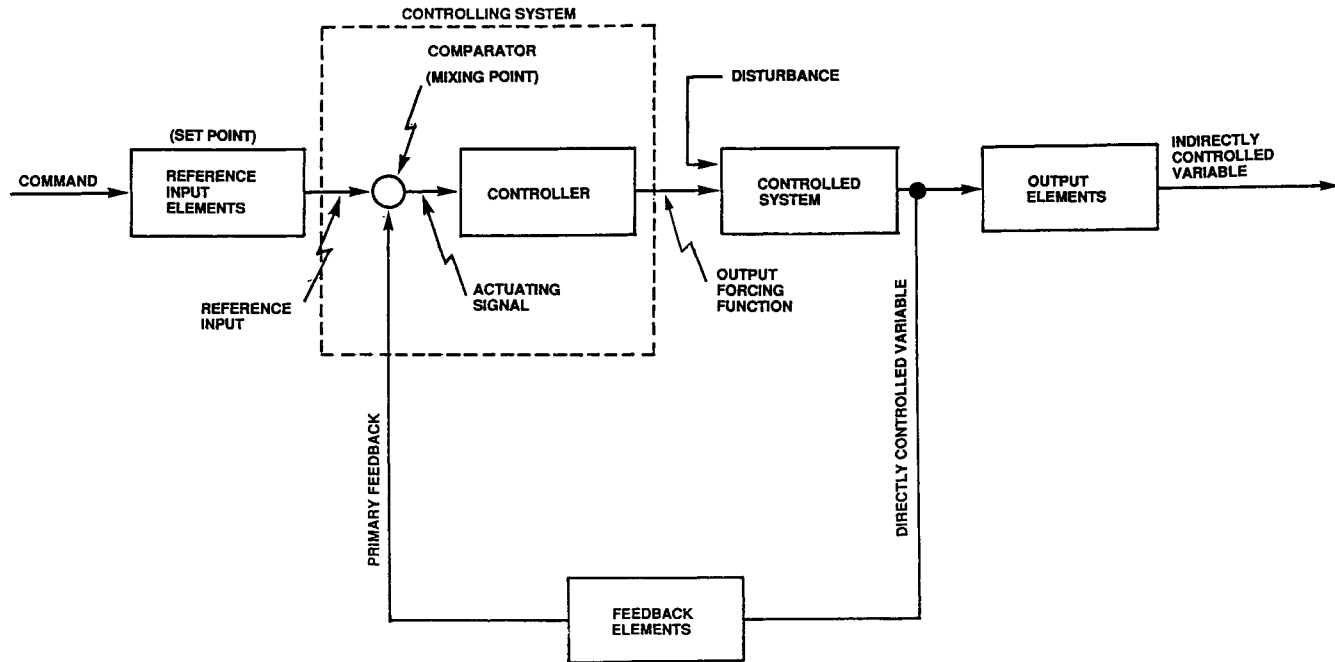 CONTROLLING SYSTEM
COMPARATOR
(MIXING POINT)
DISTURBANCE
(SET POINT)
COMMAND
REFERENCE
INPUT
ELEMENTS
CONTROLLER
CONTROLLED
SYSTEM
OUTPUT
ELEMENTS
INDIRECTLY
CONTROLLED
VARIABLE
REFERENCE
INPUT
ACTUATING
SIGNAL
OUTPUT
FORCING
FUNCTION
PRIMARY FEEDBACK
DIRECTLY CONTROLLED VARIABLE
FEEDBACK
ELEMENTS